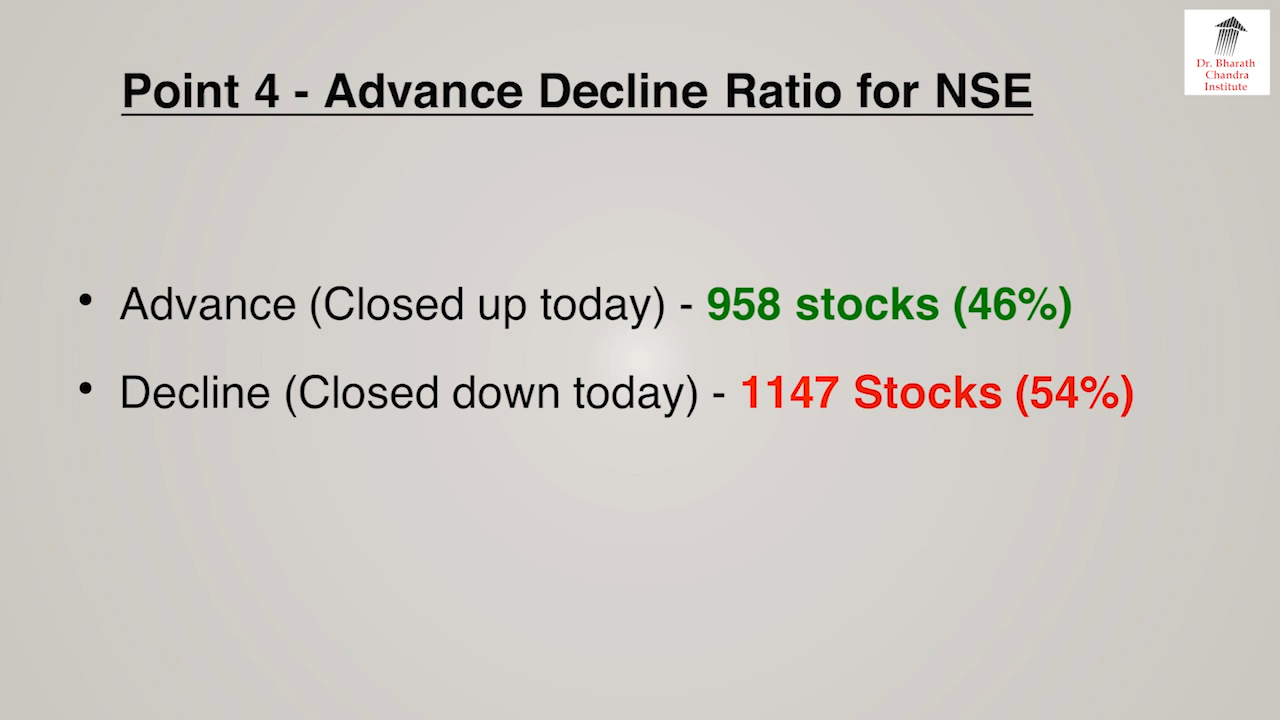 Dr. Bharath
Chandra
Institute
Point 4 - Advance Decline Ratio for NSE
• Advance (Closed up today) - 958 stocks (46%)
• Decline (Closed down today) - 1147 Stocks (54%)